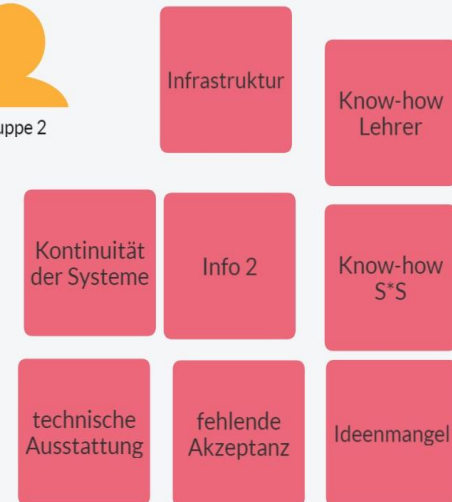 uppe 2
Infrastruktur
Know-how
Lehrer
Kontinuität
der Systeme
Info 2
Know-how
S*S
technische
Ausstattung
fehlende
Akzeptanz
Ideenmangel